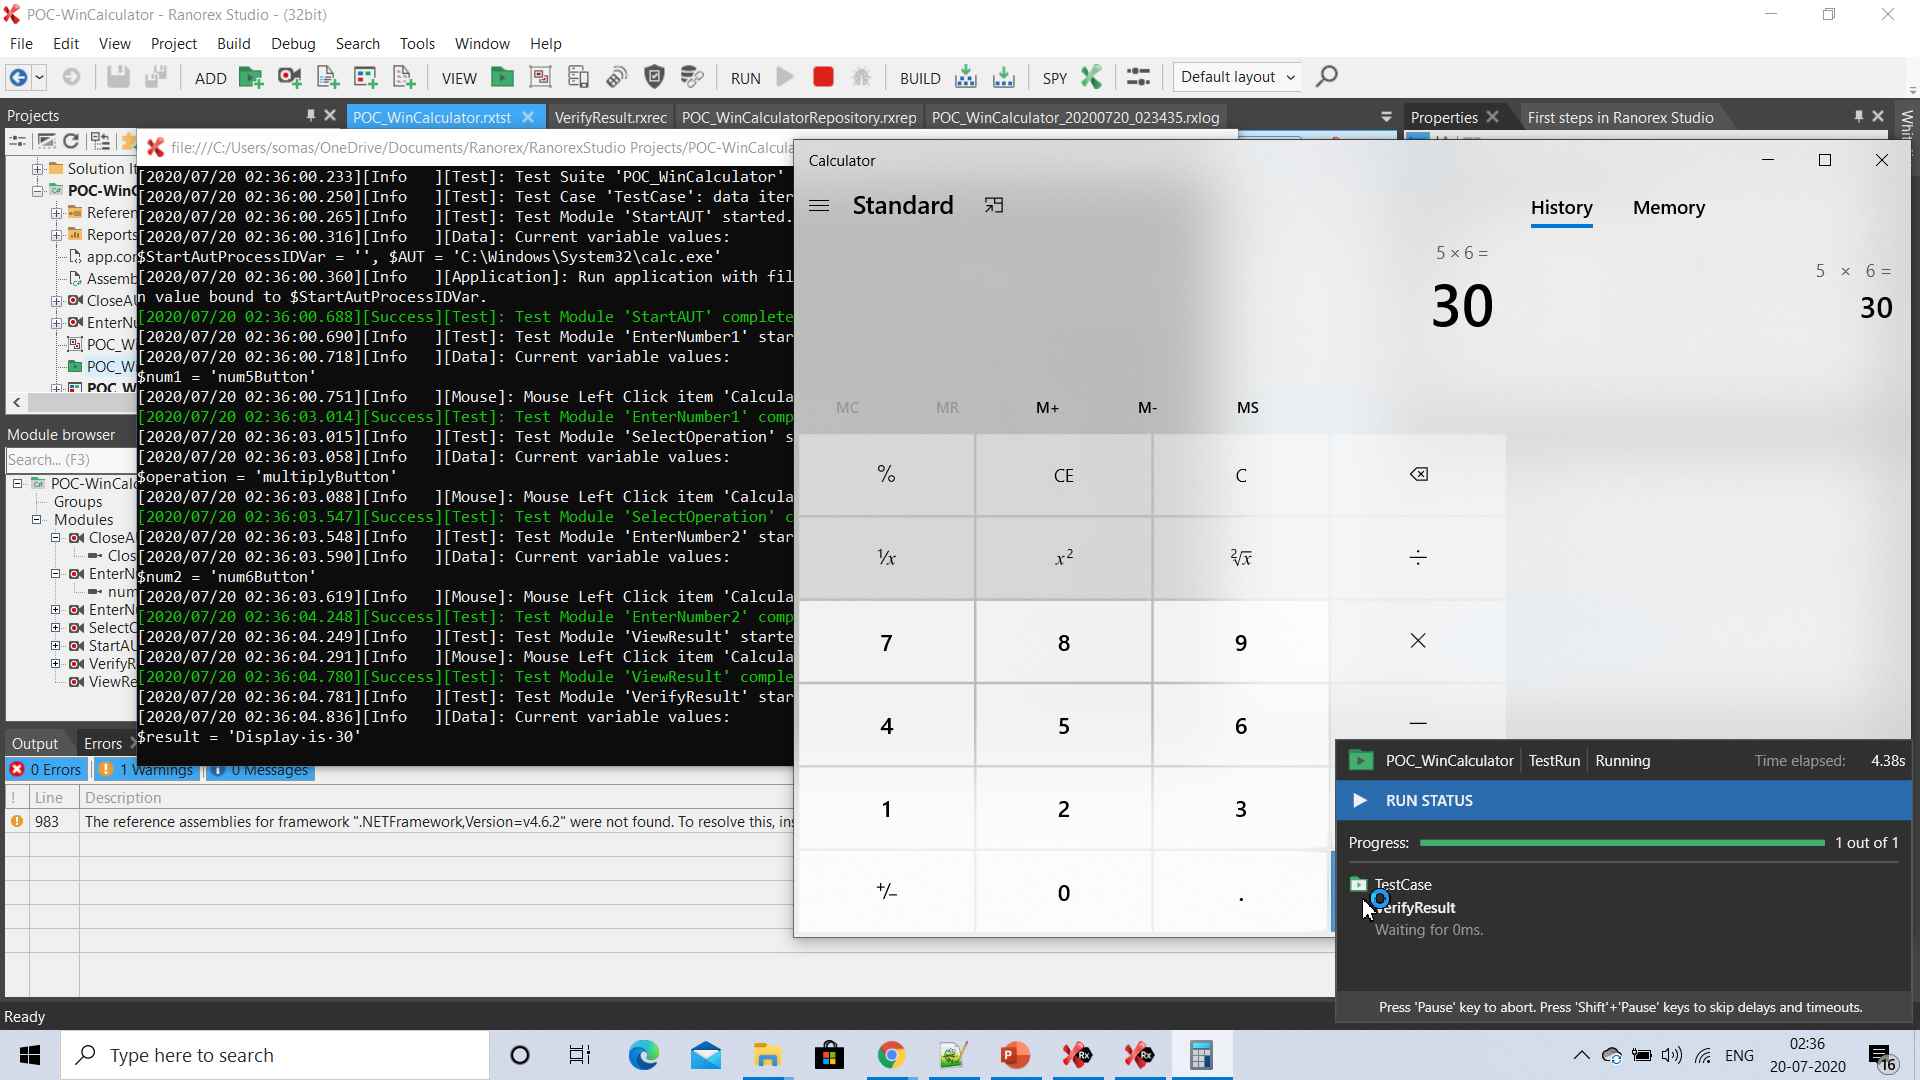 POC-WinCalculator - Ranorex Studio - (32bit)
File Edit View Project Build Debug Search Tools Window Help
ADD VIEW RUN BUILD SPY Default layout
Projects
POC_WinCalculator.rxtst VerifyResult.rxrec POC_WinCalculatorRepository.rxrep POC_WinCalculator_20200720_023435.rxlog
Properties First steps in Ranorex Studio
Solution It
POC-WinC
Referen
Reports
app.con
Assemb
CloseAU
EnterNu
POC_W
POC_Wi
POC_W
Module browser
Search... (F3)
POC-WinCalc
Groups
Modules
CloseA
Clos
EnterN
num
EnterN
SelectO
StartAU
VerifyR
ViewRe
file:///C:/Users/somas/OneDrive/Documents/Ranorex/RanorexStudio Projects/POC-WinCalcula
[2020/07/20 02:36:00.233][Info   ][Test]: Test Suite 'POC_WinCalculator'
[2020/07/20 02:36:00.250][Info   ][Test]: Test Case 'TestCase': data iter
[2020/07/20 02:36:00.265][Info   ][Test]: Test Module 'StartAUT' started.
[2020/07/20 02:36:00.316][Info   ][Data]: Current variable values:
$StartAutProcessIDVar = '', $AUT = 'C:\Windows\System32\calc.exe'
[2020/07/20 02:36:00.360][Info   ][Application]: Run application with fil
n value bound to $StartAutProcessIDVar.
[2020/07/20 02:36:00.688][Success][Test]: Test Module 'StartAUT' complete
[2020/07/20 02:36:00.690][Info   ][Test]: Test Module 'EnterNumber1' star
[2020/07/20 02:36:00.718][Info   ][Data]: Current variable values:
$num1 = 'num5Button'
[2020/07/20 02:36:00.751][Info   ][Mouse]: Mouse Left Click item 'Calcula
[2020/07/20 02:36:03.014][Success][Test]: Test Module 'EnterNumber1' comp
[2020/07/20 02:36:03.015][Info   ][Test]: Test Module 'SelectOperation' s
[2020/07/20 02:36:03.058][Info   ][Data]: Current variable values:
$operation = 'multiplyButton'
[2020/07/20 02:36:03.088][Info   ][Mouse]: Mouse Left Click item 'Calcula
[2020/07/20 02:36:03.547][Success][Test]: Test Module 'SelectOperation' c
[2020/07/20 02:36:03.548][Info   ][Test]: Test Module 'EnterNumber2' star
[2020/07/20 02:36:03.590][Info   ][Data]: Current variable values:
$num2 = 'num6Button'
[2020/07/20 02:36:03.619][Info   ][Mouse]: Mouse Left Click item 'Calcula
[2020/07/20 02:36:04.248][Success][Test]: Test Module 'EnterNumber2' comp
[2020/07/20 02:36:04.249][Info   ][Test]: Test Module 'ViewResult' starte
[2020/07/20 02:36:04.291][Info   ][Mouse]: Mouse Left Click item 'Calcula
[2020/07/20 02:36:04.780][Success][Test]: Test Module 'ViewResult' comple
[2020/07/20 02:36:04.781][Info   ][Test]: Test Module 'VerifyResult' star
[2020/07/20 02:36:04.836][Info   ][Data]: Current variable values:
$result = 'Display·is·30'
Calculator
Standard
History Memory
5 × 6 =
30
5 × 6 =
30
MC MR M+ M- MS
% CE C
⅟x x² ²√x ÷
7 8 9 ×
4 5 6 −
1 2 3
+/− 0 .
Output Errors
0 Errors 1 Warnings 0 Messages
! Line Description
983 The reference assemblies for framework ".NETFramework,Version=v4.6.2" were not found. To resolve this, ins
POC_WinCalculator TestRun Running Time elapsed: 4.38s
RUN STATUS
Progress: 1 out of 1
TestCase
VerifyResult
Waiting for 0ms.
Press 'Pause' key to abort. Press 'Shift'+'Pause' keys to skip delays and timeouts.
Ready
Type here to search
ENG
02:36
20-07-2020
16